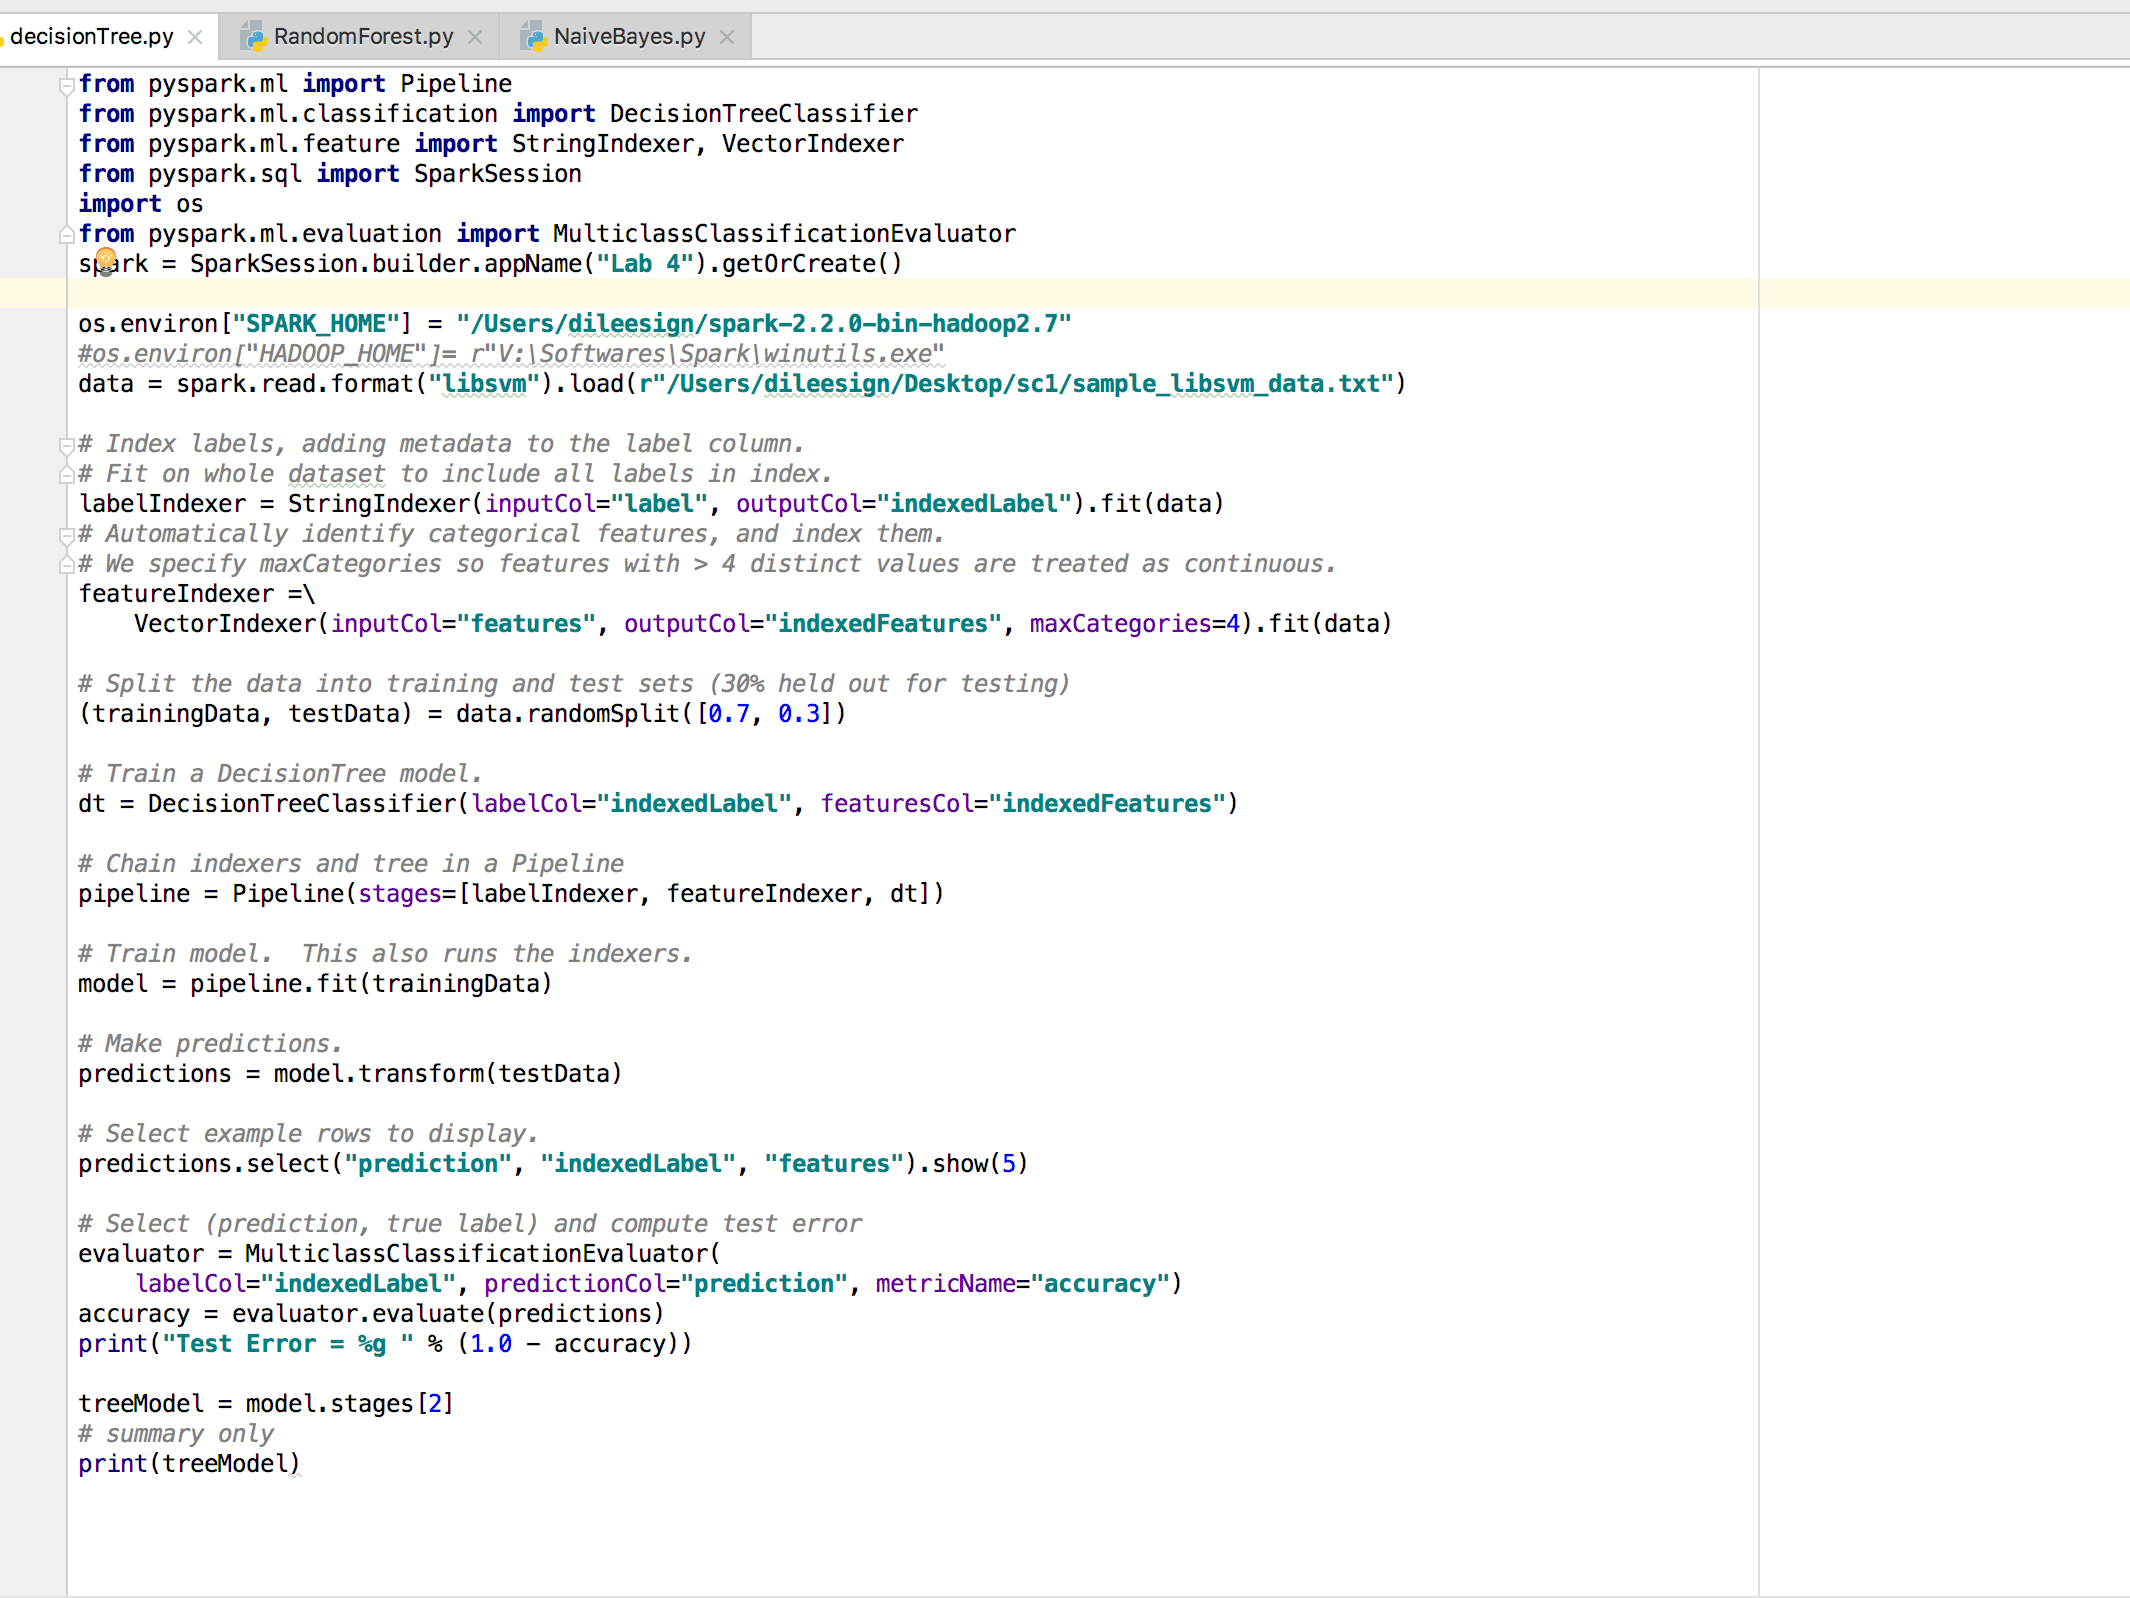 decisionTree.py RandomForest.py NaiveBayes.py
from pyspark.ml import Pipeline
from pyspark.ml.classification import DecisionTreeClassifier
from pyspark.ml.feature import StringIndexer, VectorIndexer
from pyspark.sql import SparkSession
import os
from pyspark.ml.evaluation import MulticlassClassificationEvaluator
spark = SparkSession.builder.appName("Lab 4").getOrCreate()

os.environ["SPARK_HOME"] = "/Users/dileesign/spark-2.2.0-bin-hadoop2.7"
#os.environ["HADOOP_HOME"]= r"V:\Softwares\Spark\winutils.exe"
data = spark.read.format("libsvm").load(r"/Users/dileesign/Desktop/sc1/sample_libsvm_data.txt")

# Index labels, adding metadata to the label column.
# Fit on whole dataset to include all labels in index.
labelIndexer = StringIndexer(inputCol="label", outputCol="indexedLabel").fit(data)
# Automatically identify categorical features, and index them.
# We specify maxCategories so features with > 4 distinct values are treated as continuous.
featureIndexer =\
    VectorIndexer(inputCol="features", outputCol="indexedFeatures", maxCategories=4).fit(data)

# Split the data into training and test sets (30% held out for testing)
(trainingData, testData) = data.randomSplit([0.7, 0.3])

# Train a DecisionTree model.
dt = DecisionTreeClassifier(labelCol="indexedLabel", featuresCol="indexedFeatures")

# Chain indexers and tree in a Pipeline
pipeline = Pipeline(stages=[labelIndexer, featureIndexer, dt])

# Train model.  This also runs the indexers.
model = pipeline.fit(trainingData)

# Make predictions.
predictions = model.transform(testData)

# Select example rows to display.
predictions.select("prediction", "indexedLabel", "features").show(5)

# Select (prediction, true label) and compute test error
evaluator = MulticlassClassificationEvaluator(
    labelCol="indexedLabel", predictionCol="prediction", metricName="accuracy")
accuracy = evaluator.evaluate(predictions)
print("Test Error = %g " % (1.0 - accuracy))

treeModel = model.stages[2]
# summary only
print(treeModel)